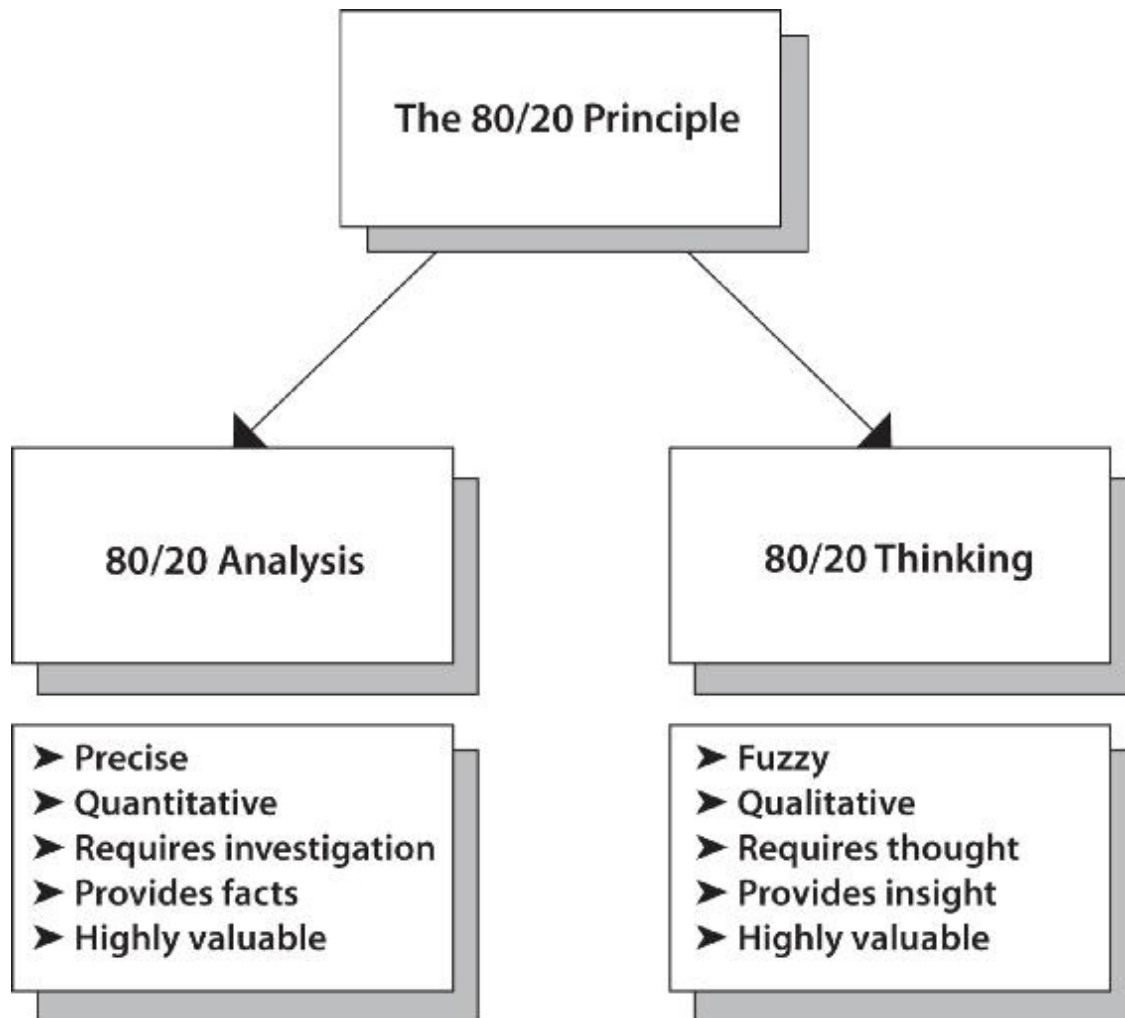 The 80/20 Principle
80/20 Analysis
80/20 Thinking
➤ Precise
➤ Quantitative
➤ Requires investigation
➤ Provides facts
➤ Highly valuable
➤ Fuzzy
➤ Qualitative
➤ Requires thought
➤ Provides insight
➤ Highly valuable